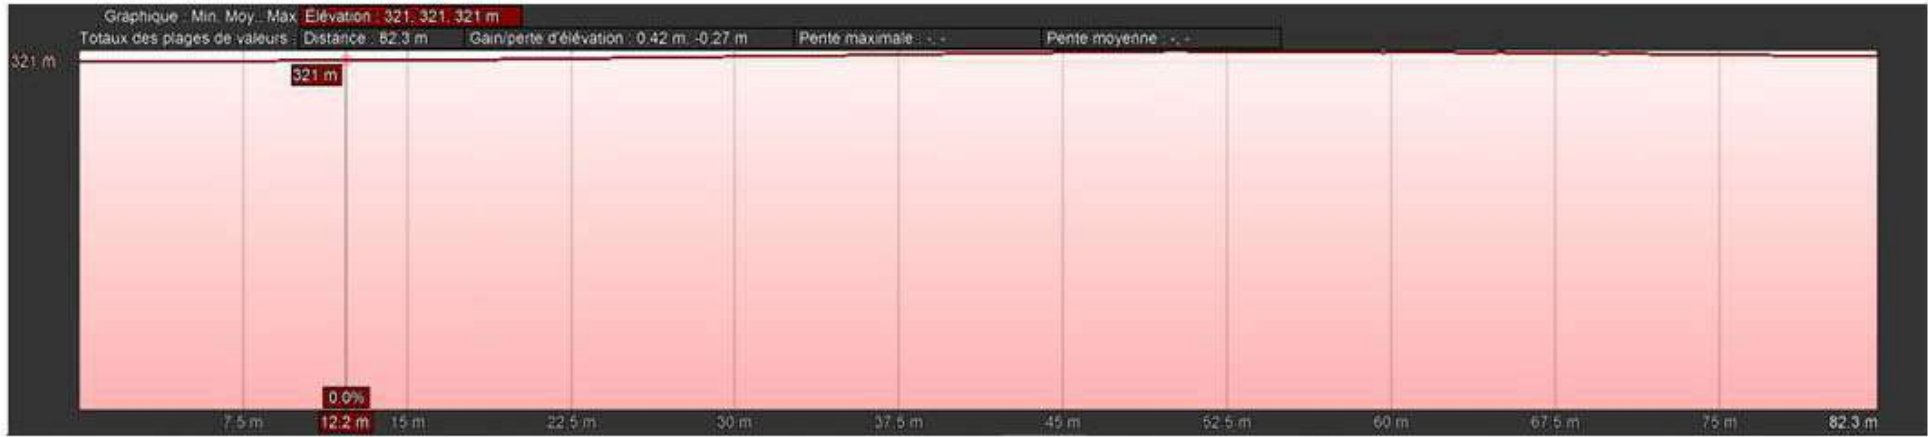 Graphique : Min. Moy.. Max Élévation : 321, 321, 321 m
Totaux des plages de valeurs : Distance : 82.3 m Gain/perte d'élévation : 0.42 m. -0.27 m Pente maximale : -, - Pente moyenne : -, -
321 m
321 m
0.0%
7.5 m 12.2 m 15 m 22.5 m 30 m 37.5 m 45 m 52.5 m 60 m 67.5 m 75 m 82.3 m